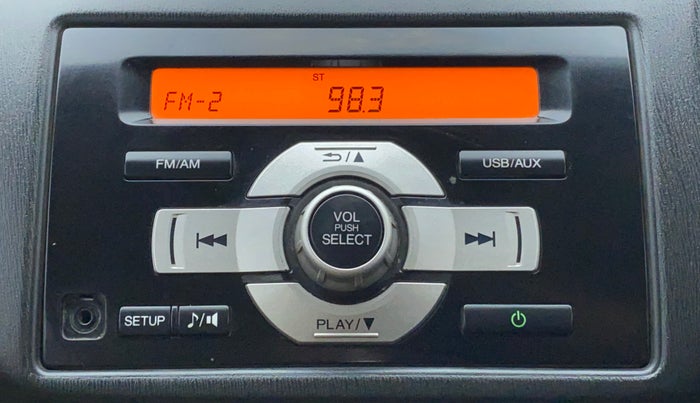 ST
FM-2 98.3
FM/AM
/▲
USB/AUX
VOL
PUSH
SELECT
SETUP
♪/
PLAY/▼